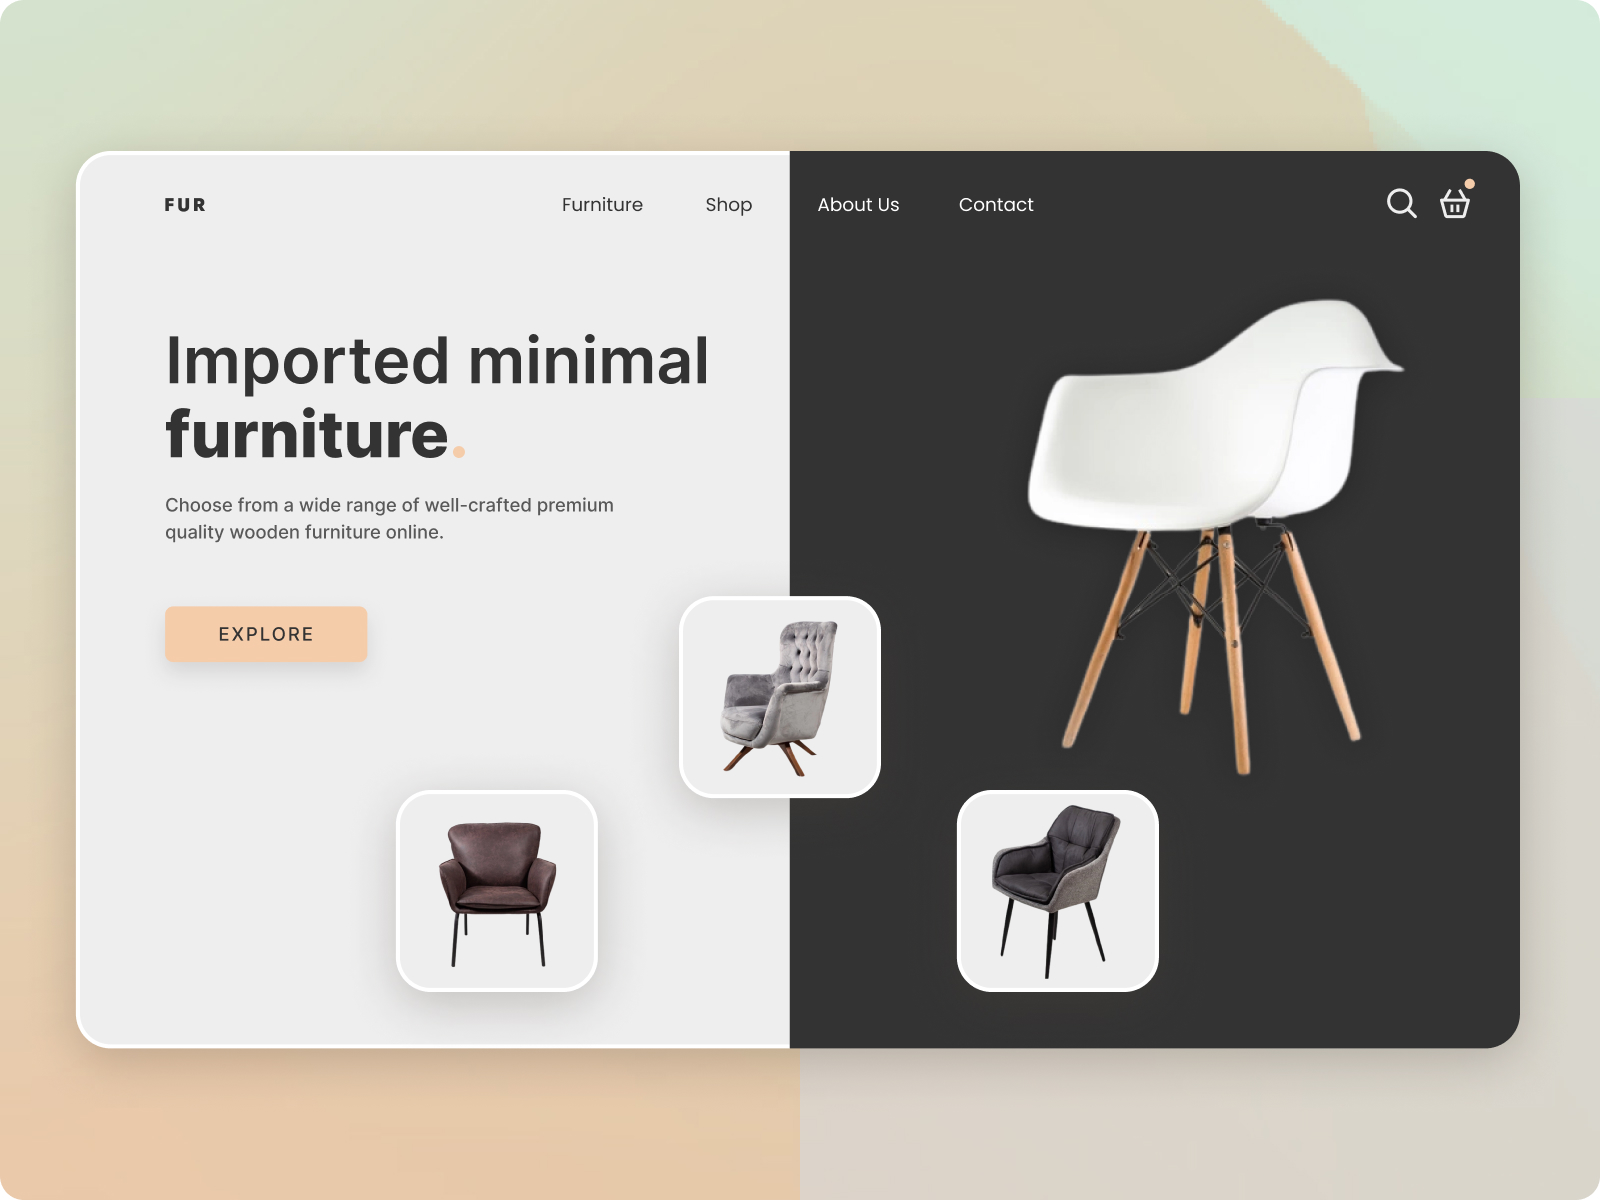 FUR
Furniture
Shop
About Us
Contact
Imported minimal
furniture.
Choose from a wide range of well-crafted premium
quality wooden furniture online.
EXPLORE